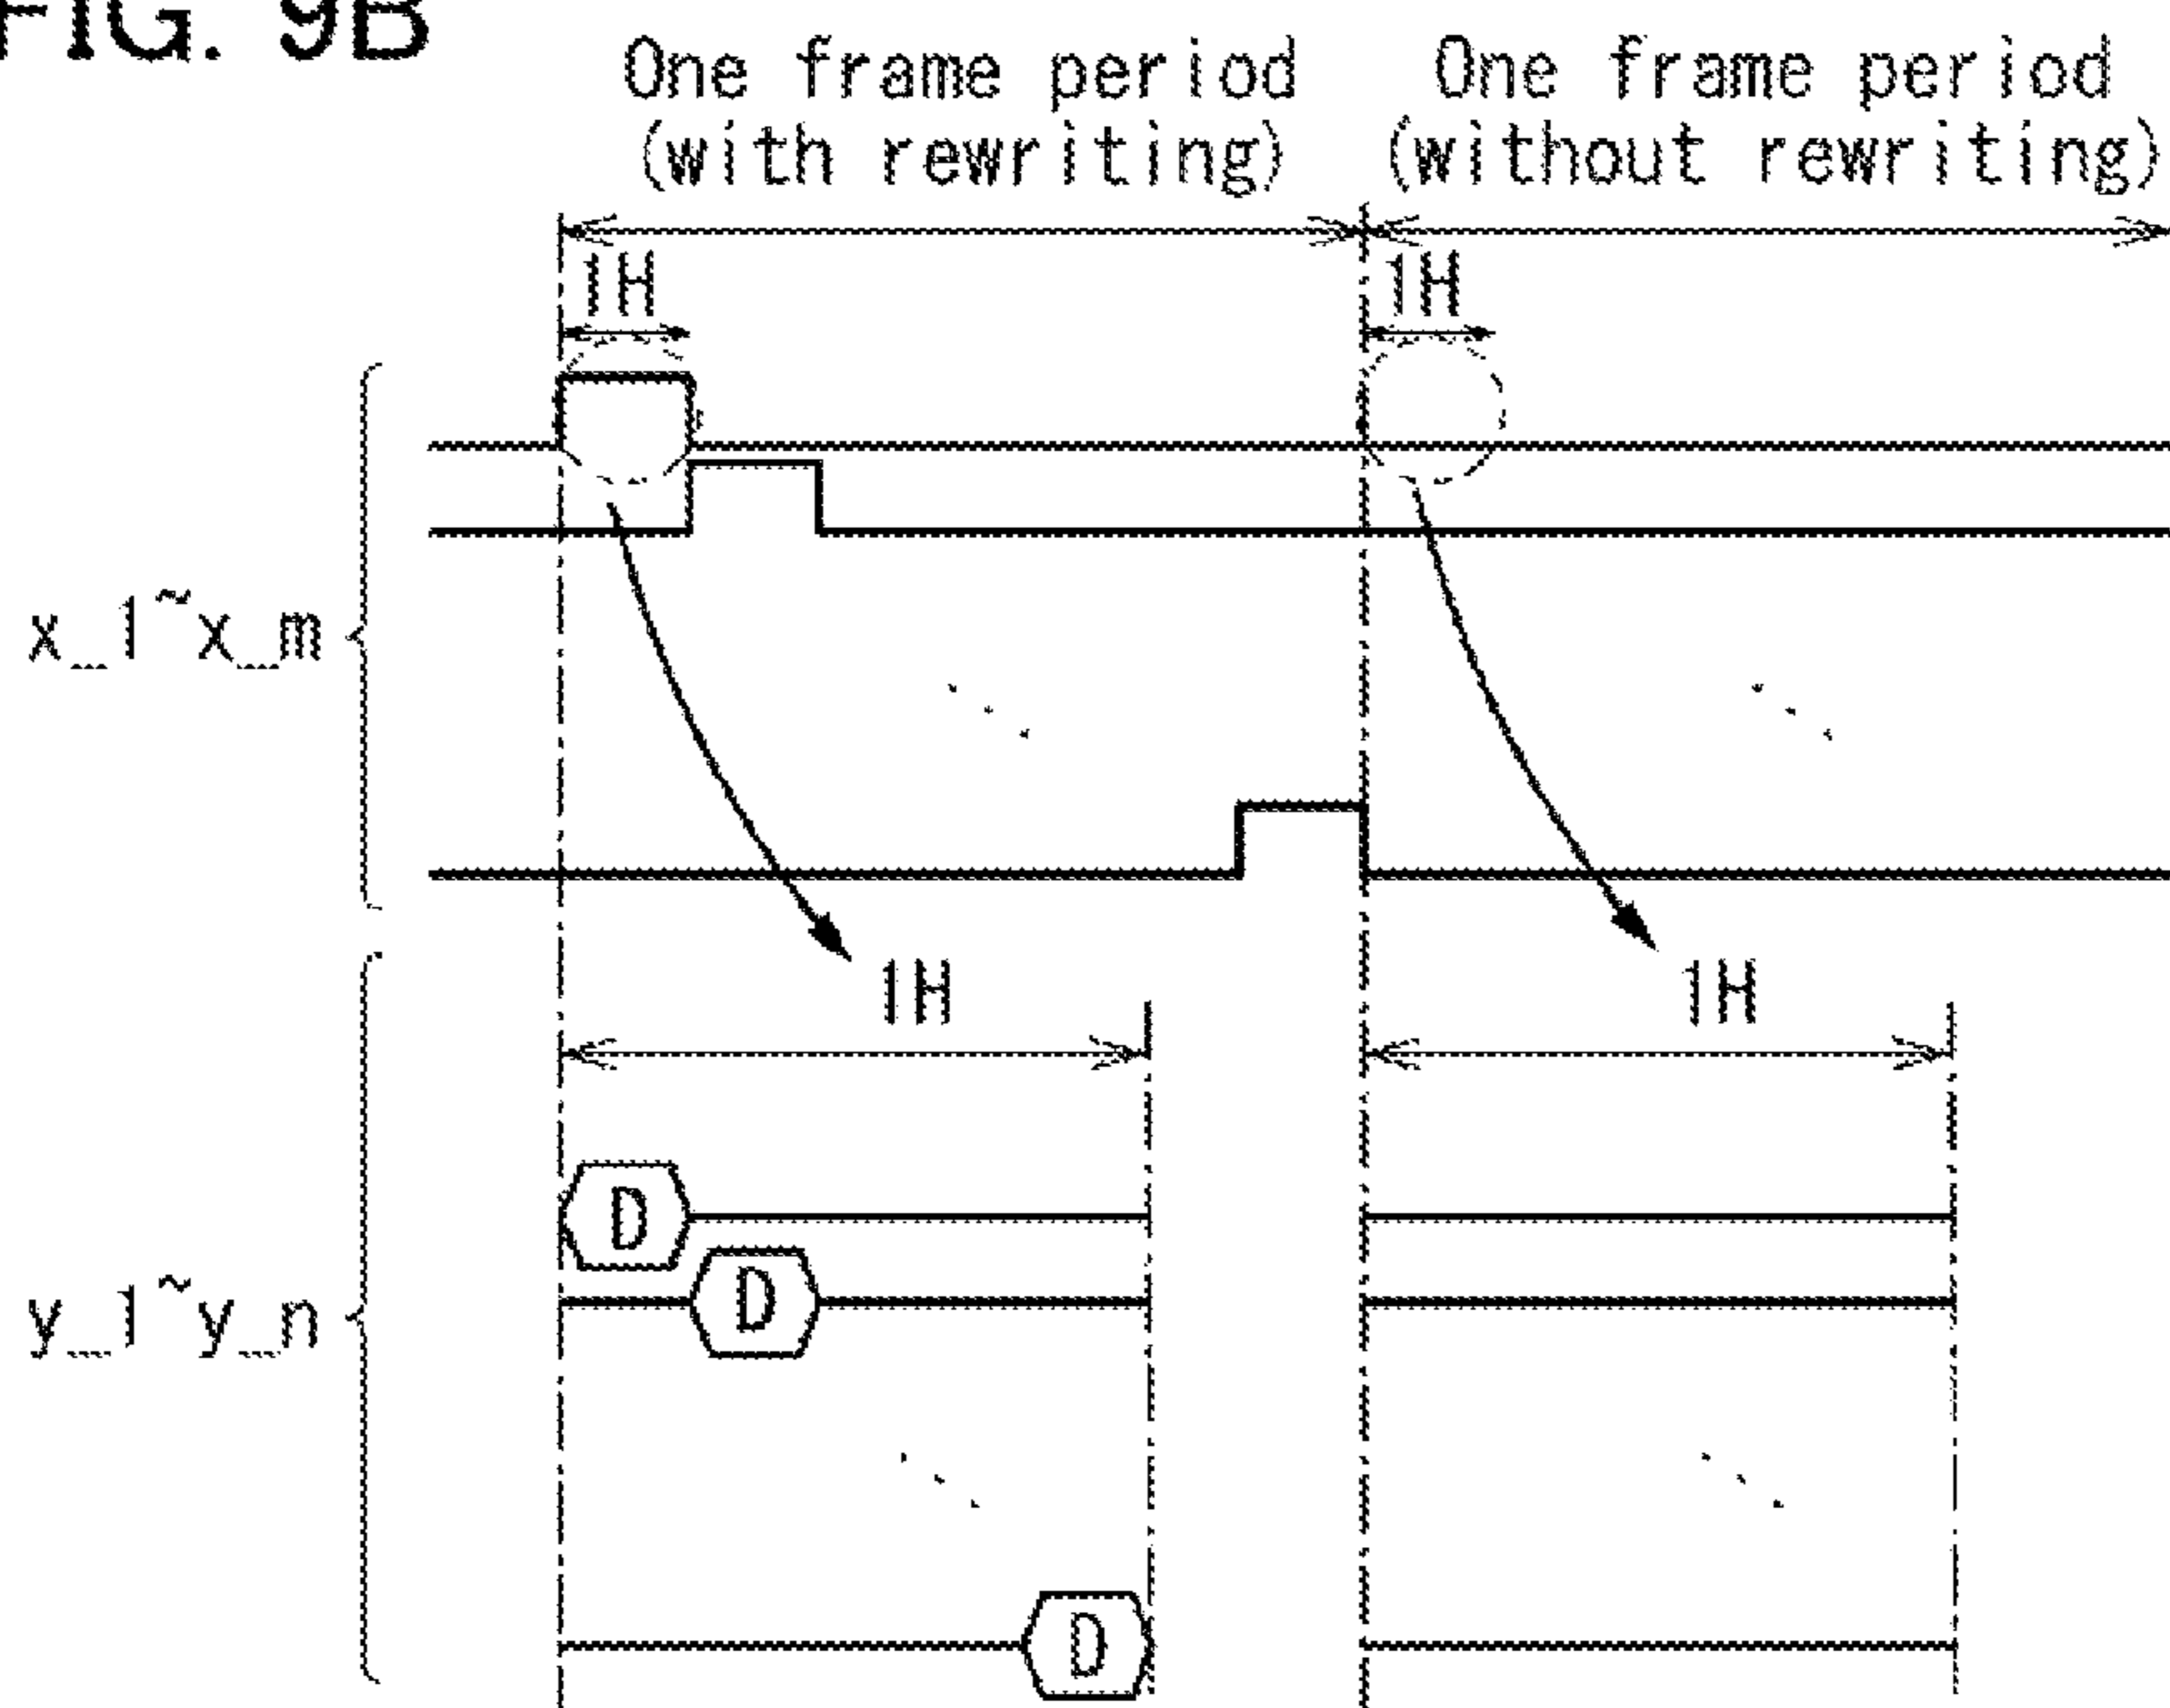 FIG. 9B
One frame period
(with rewriting)
One frame period
(without rewriting)
1H
1H
x_1~x_m
1H
1H
D
D
y_1~y_n
D